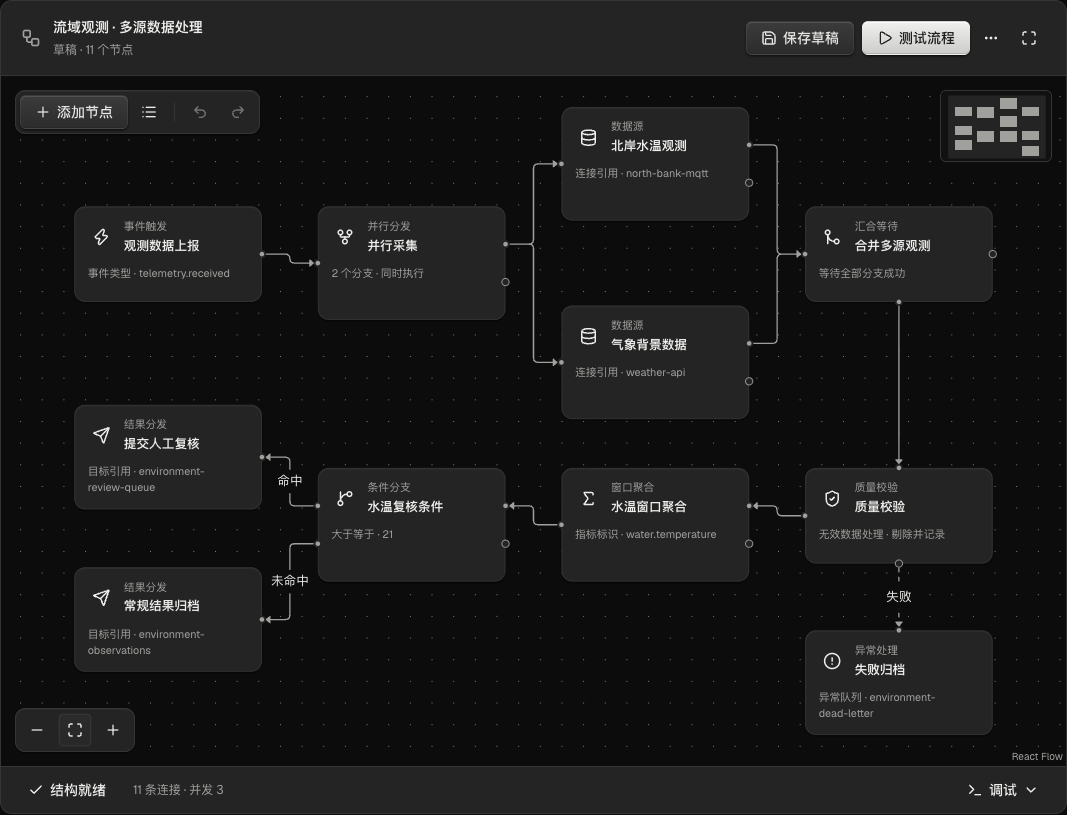 流域观测 · 多源数据处理
草稿 · 11 个节点
保存草稿
测试流程
添加节点
数据源
北岸水温观测
连接引用 · north-bank-mqtt
事件触发
观测数据上报
事件类型 · telemetry.received
并行分发
并行采集
2 个分支 · 同时执行
汇合等待
合并多源观测
等待全部分支成功
数据源
气象背景数据
连接引用 · weather-api
结果分发
提交人工复核
目标引用 · environment-
review-queue
命中
条件分支
水温复核条件
大于等于 · 21
窗口聚合
水温窗口聚合
指标标识 · water.temperature
质量校验
质量校验
无效数据处理 · 剔除并记录
未命中
失败
结果分发
常规结果归档
目标引用 · environment-
observations
异常处理
失败归档
异常队列 · environment-
dead-letter
React Flow
结构就绪
11 条连接 · 并发 3
调试